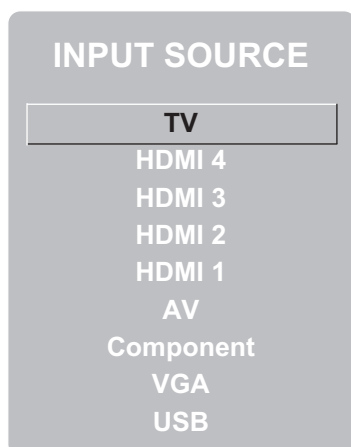 INPUT SOURCE
TV
HDMI 4
HDMI 3
HDMI 2
HDMI 1
AV
Component
VGA
USB